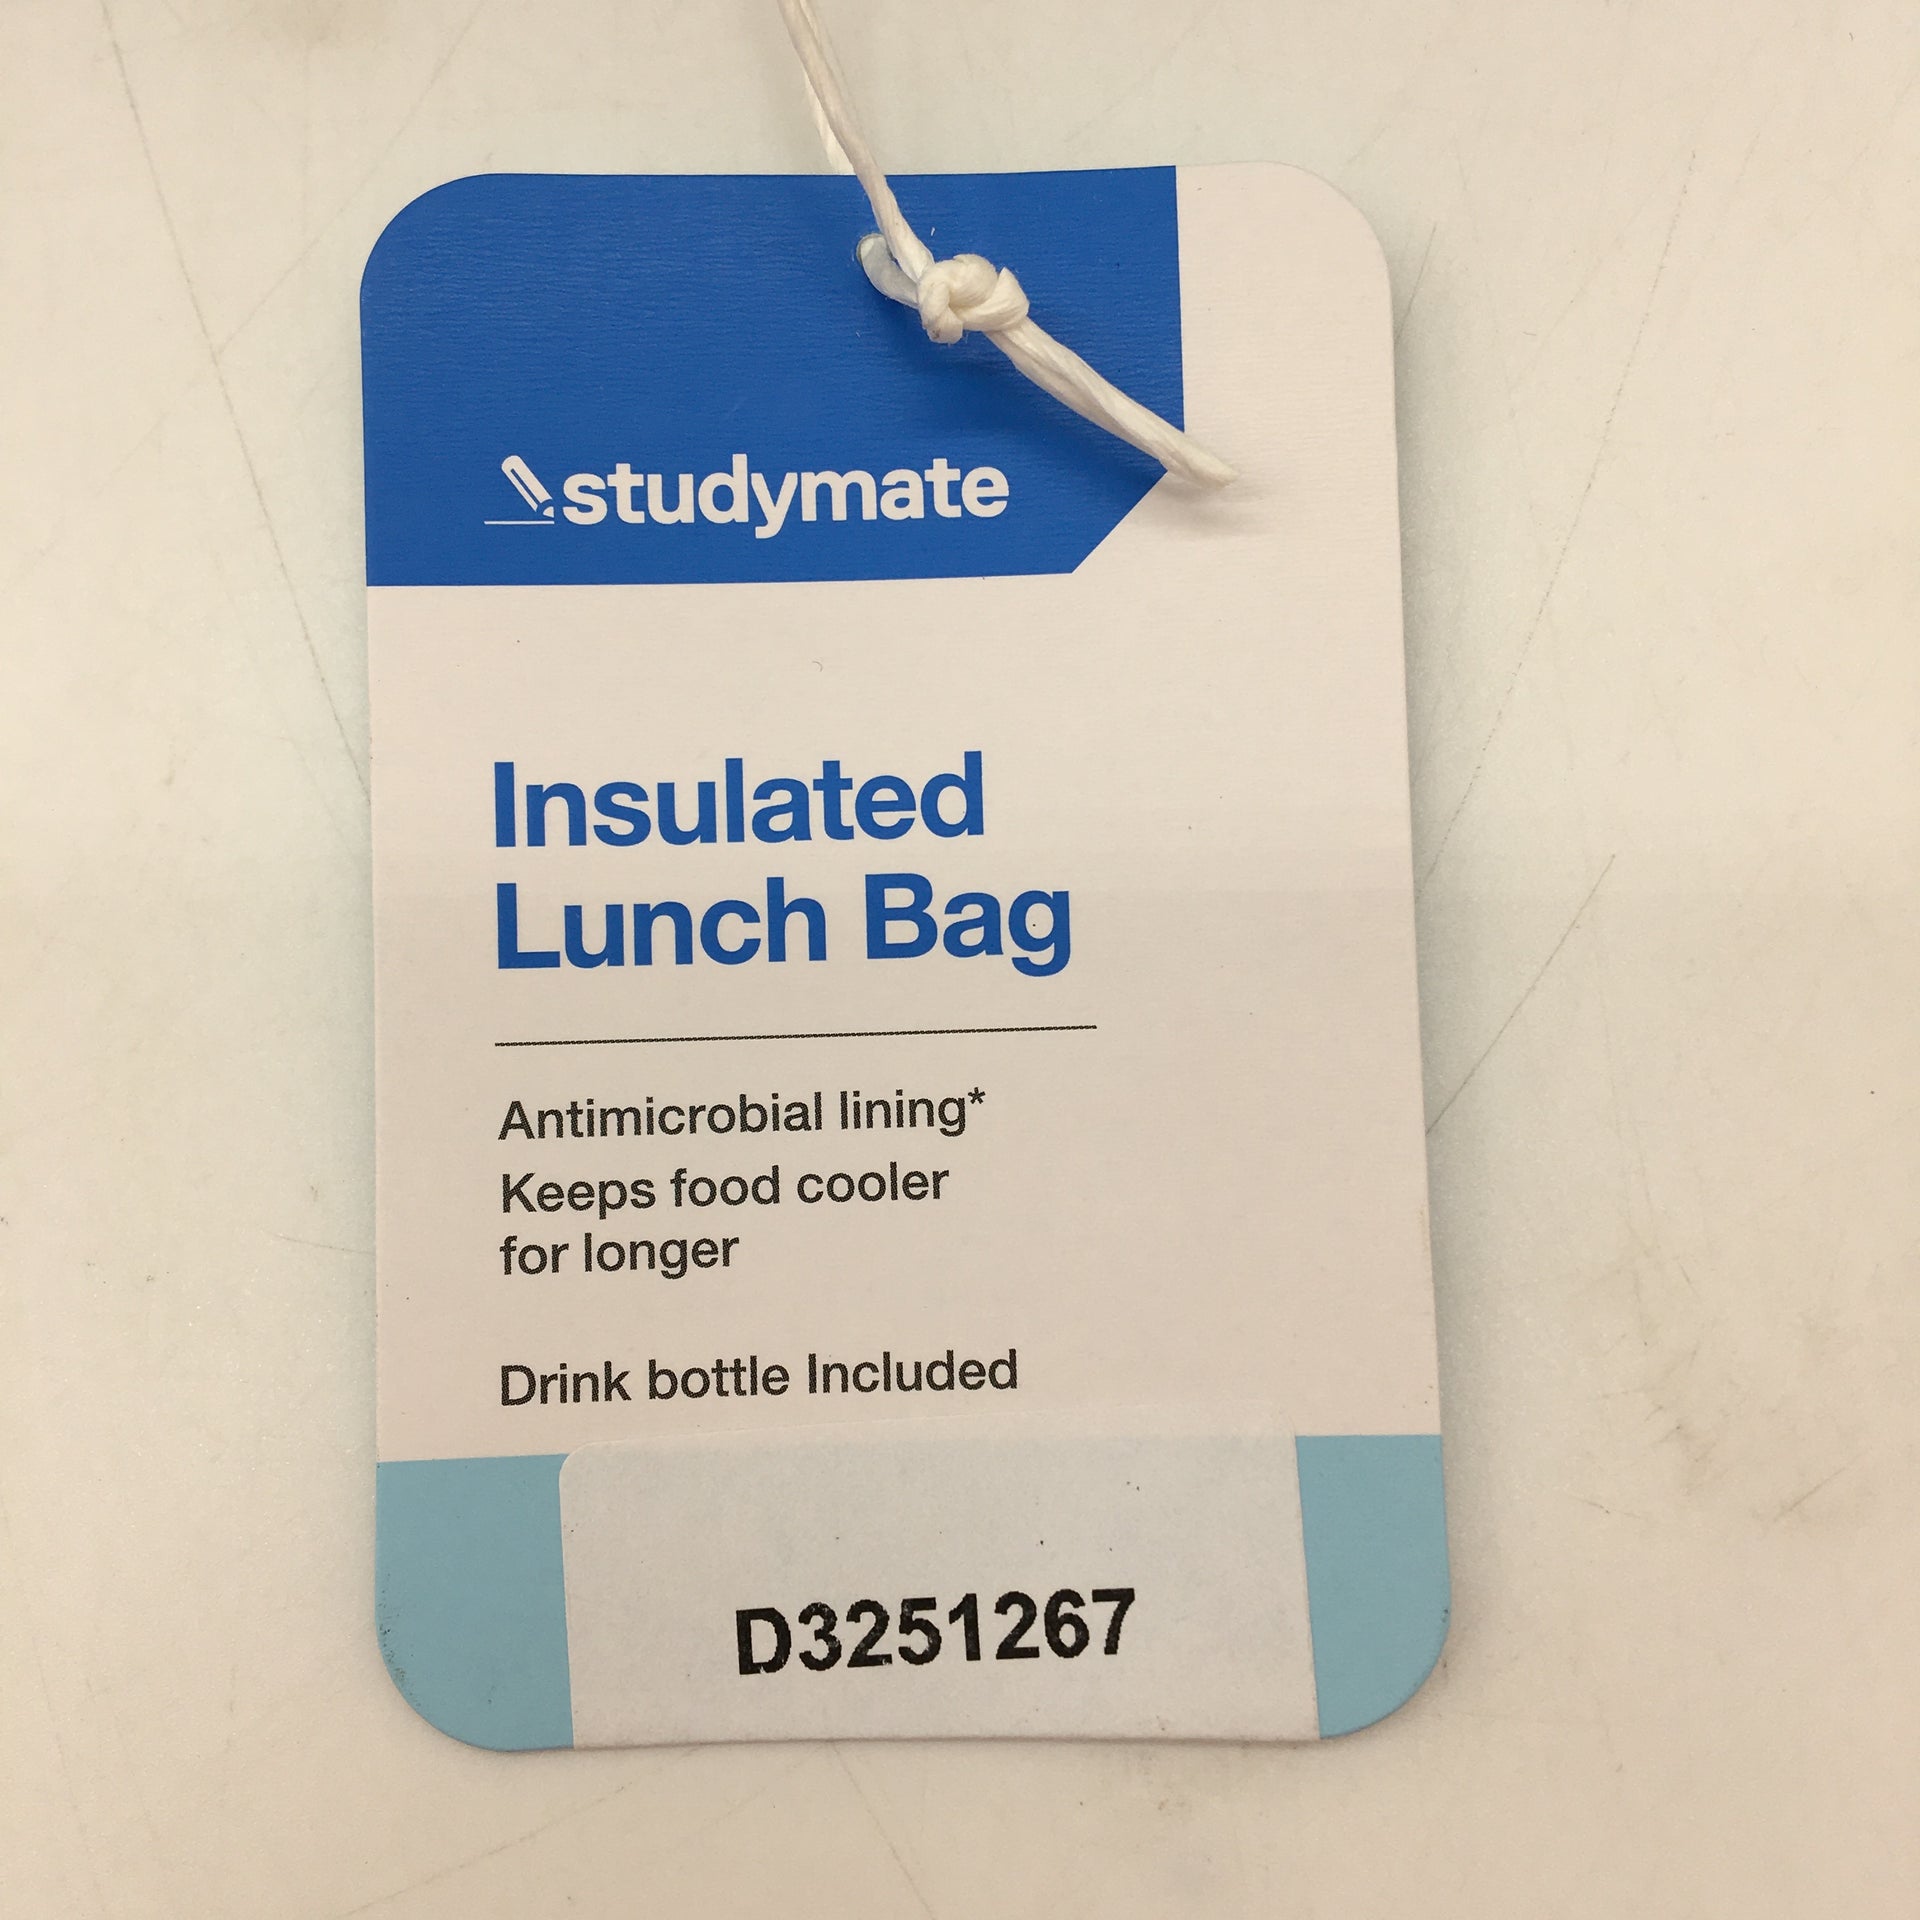 studymate
Insulated
Lunch Bag
Antimicrobial lining*
Keeps food cooler
for longer
Drink bottle Included
D3251267